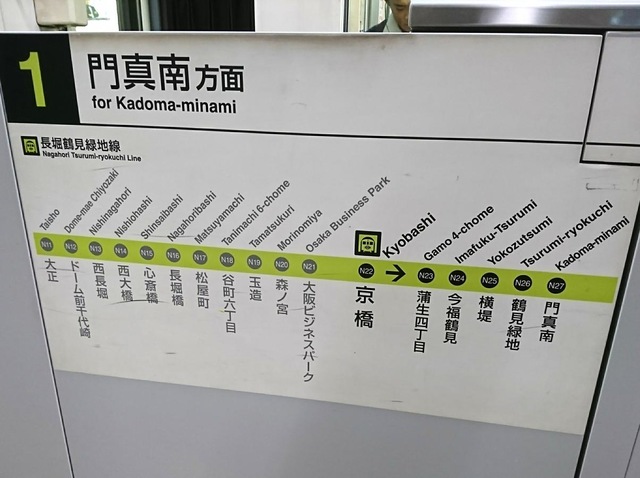 1
門真南方面
for Kadoma-minami
長堀鶴見緑地線
Nagahori Tsurumi-ryokuchi Line
Taisho
N11
大正
Dome-mae Chiyozaki
N12
ドーム前千代崎
Nishinagahori
N13
西長堀
Nishiohashi
N14
西大橋
Shinsaibashi
N15
心斎橋
Nagahoribashi
N16
長堀橋
Matsuyamachi
N17
松屋町
Tanimachi 6-chome
N18
谷町六丁目
Tamatsukuri
N19
玉造
Morinomiya
N20
森ノ宮
Osaka Business Park
N21
大阪ビジネスパーク
Kyobashi
N22
京橋
Gamo 4-chome
N23
蒲生四丁目
Imafuku-Tsurumi
N24
今福鶴見
Yokozutsumi
N25
横堤
Tsurumi-ryokuchi
N26
鶴見緑地
Kadoma-minami
N27
門真南